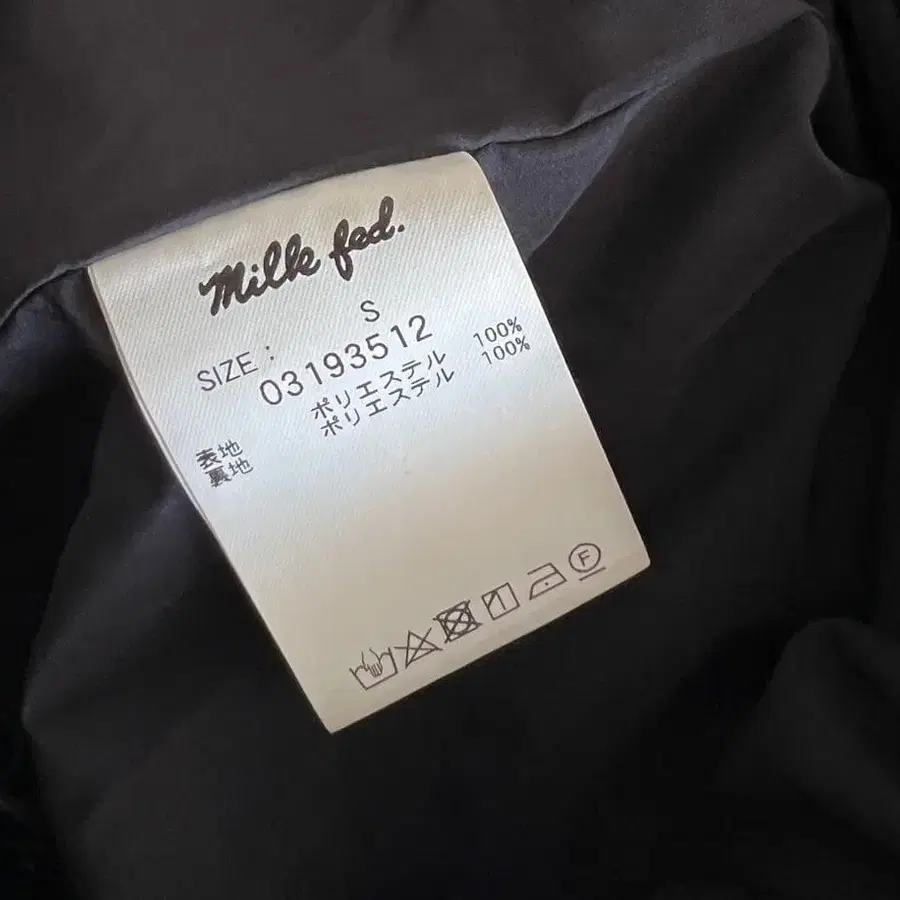 Milk fed.
SIZE : S
03193512
表地 ポリエステル 100%
裏地 ポリエステル 100%
F